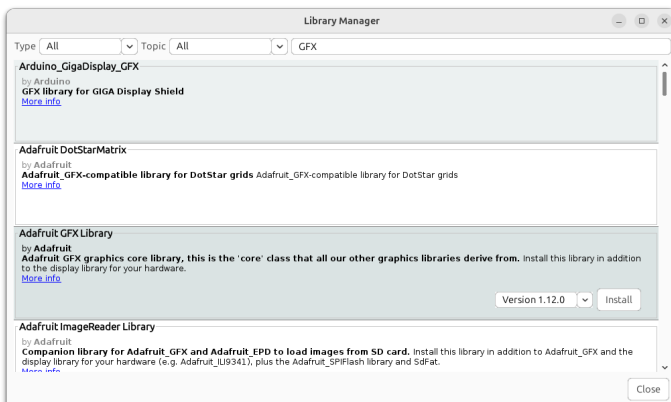 Library Manager
Type All Topic All GFX
Arduino_GigaDisplay_GFX
by Arduino
GFX library for GIGA Display Shield
More info
Adafruit DotStarMatrix
by Adafruit
Adafruit_GFX-compatible library for DotStar grids Adafruit_GFX-compatible library for DotStar grids
More info
Adafruit GFX Library
by Adafruit
Adafruit GFX graphics core library, this is the 'core' class that all our other graphics libraries derive from. Install this library in addition
to the display library for your hardware.
More info
Version 1.12.0 Install
Adafruit ImageReader Library
by Adafruit
Companion library for Adafruit_GFX and Adafruit_EPD to load images from SD card. Install this library in addition to Adafruit_GFX and the
display library for your hardware (e.g. Adafruit_ILI9341), plus the Adafruit_SPIFlash library and SdFat.
More info
Close